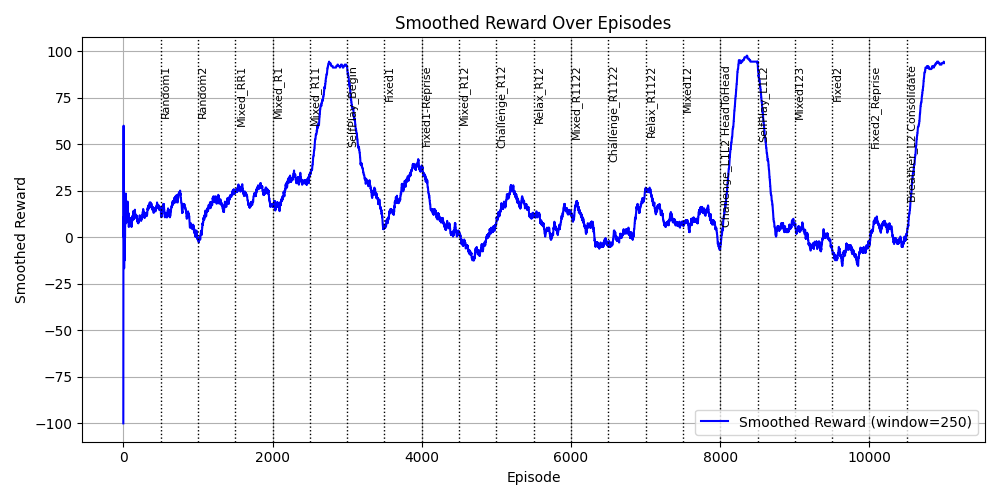 Smoothed Reward Over Episodes
Smoothed Reward
100
75
50
25
0
−25
−50
−75
−100
Random1
Random2
Mixed_RR1
Mixed_R1
Mixed_R11
SelfPlay_Begin
Fixed1
Fixed1-Reprise
Mixed_R12
Challenge_R12
Relax_R12
Mixed_R1122
Challenge_R1122
Relax_R1122
Mixed12
Challenge_L1L2 HeadToHead
SelfPlay_L1L2
Mixed123
Fixed2
Fixed2_Reprise
Breather_L2 Consolidate
Smoothed Reward (window=250)
0
2000
4000
6000
8000
10000
Episode